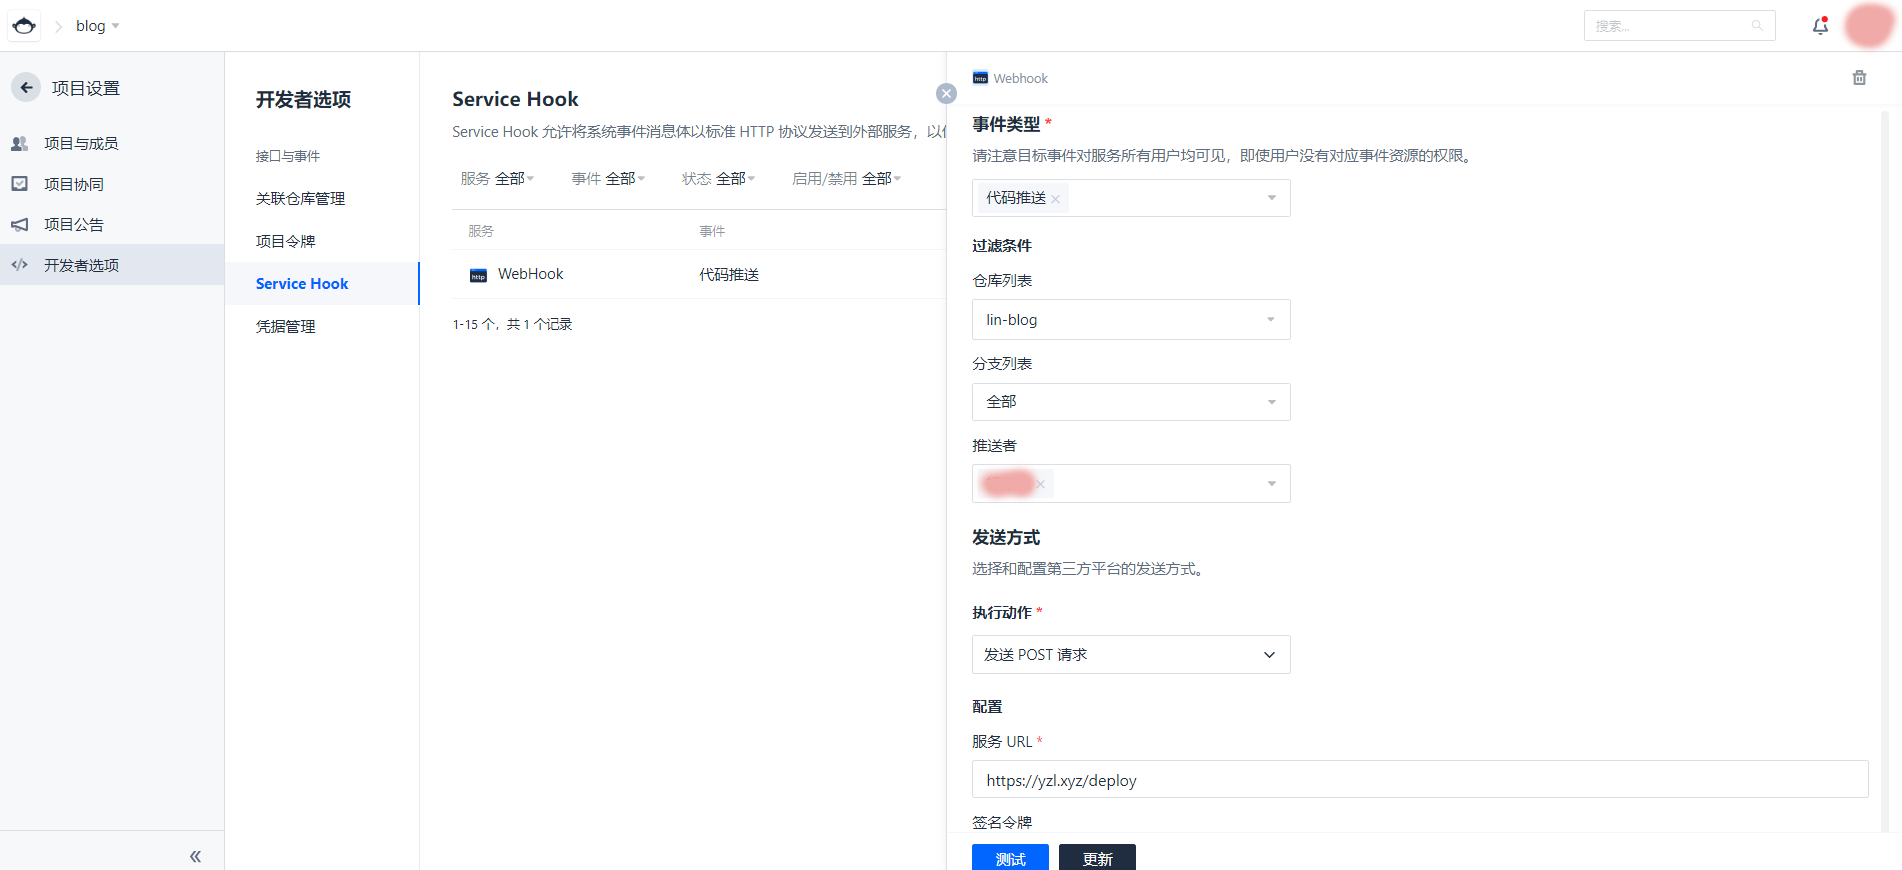 blog
搜索...
项目设置
项目与成员
项目协同
项目公告
开发者选项
开发者选项
接口与事件
关联仓库管理
项目令牌
Service Hook
凭据管理
Service Hook
Service Hook 允许将系统事件消息体以标准 HTTP 协议发送到外部服务，以
服务 全部
事件 全部
状态 全部
启用/禁用 全部
服务
事件
WebHook
代码推送
1-15 个，共 1 个记录
http Webhook
事件类型 *
请注意目标事件对服务所有用户均可见，即使用户没有对应事件资源的权限。
代码推送
过滤条件
仓库列表
lin-blog
分支列表
全部
推送者
发送方式
选择和配置第三方平台的发送方式。
执行动作 *
发送 POST 请求
配置
服务 URL *
https://yzl.xyz/deploy
签名令牌
测试
更新